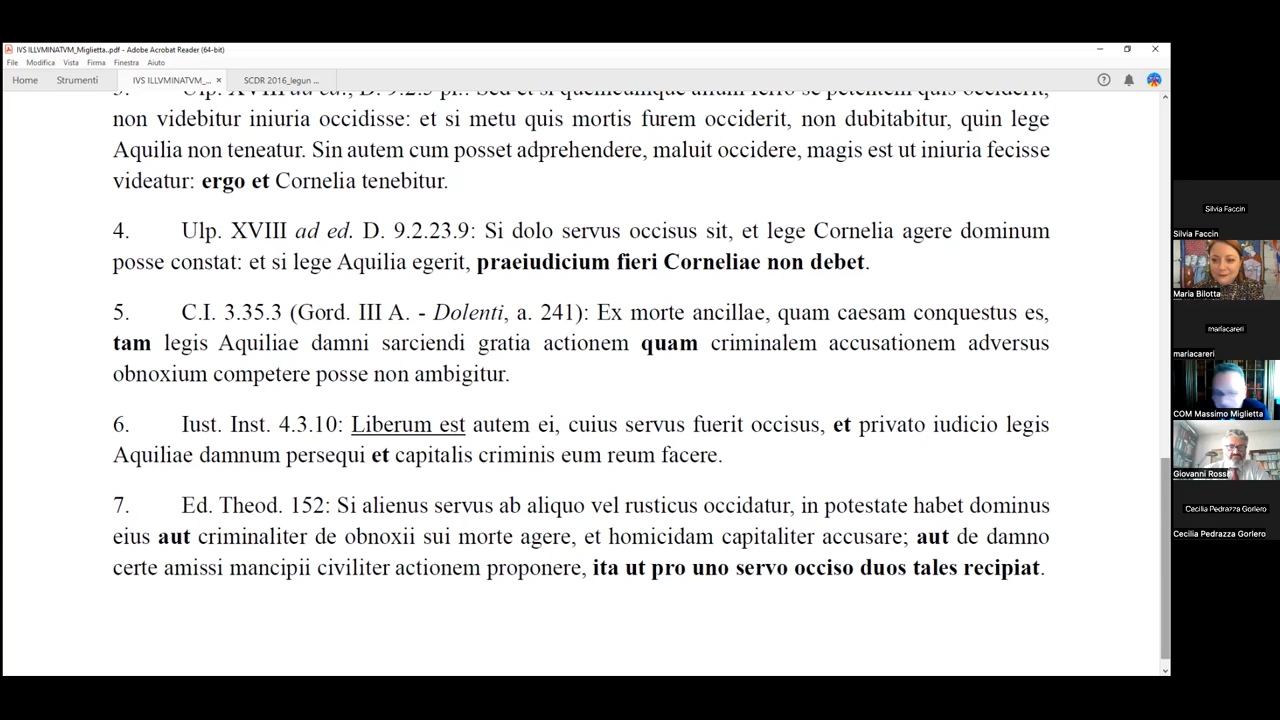 IVS ILLVMINATVM_Miglietta..pdf - Adobe Acrobat Reader (64-bit)
File Modifica Vista Firma Finestra Aiuto
Home Strumenti IVS ILLVMINATVM_... × SCDR 2016_legun ...
non videbitur iniuria occidisse: et si metu quis mortis furem occiderit, non dubitabitur, quin lege
Aquilia non teneatur. Sin autem cum posset adprehendere, maluit occidere, magis est ut iniuria fecisse
videatur: ergo et Cornelia tenebitur.
4. Ulp. XVIII ad ed. D. 9.2.23.9: Si dolo servus occisus sit, et lege Cornelia agere dominum
posse constat: et si lege Aquilia egerit, praeiudicium fieri Corneliae non debet.
5. C.I. 3.35.3 (Gord. III A. - Dolenti, a. 241): Ex morte ancillae, quam caesam conquestus es,
tam legis Aquiliae damni sarciendi gratia actionem quam criminalem accusationem adversus
obnoxium competere posse non ambigitur.
6. Iust. Inst. 4.3.10: Liberum est autem ei, cuius servus fuerit occisus, et privato iudicio legis
Aquiliae damnum persequi et capitalis criminis eum reum facere.
7. Ed. Theod. 152: Si alienus servus ab aliquo vel rusticus occidatur, in potestate habet dominus
eius aut criminaliter de obnoxii sui morte agere, et homicidam capitaliter accusare; aut de damno
certe amissi mancipii civiliter actionem proponere, ita ut pro uno servo occiso duos tales recipiat.
Silvia Faccin
Silvia Faccin
Maria Bilotta
mariacareri
mariacareri
COM Massimo Miglietta
Giovanni Rossi
Cecilia Pedrazza Gorlero
Cecilia Pedrazza Gorlero